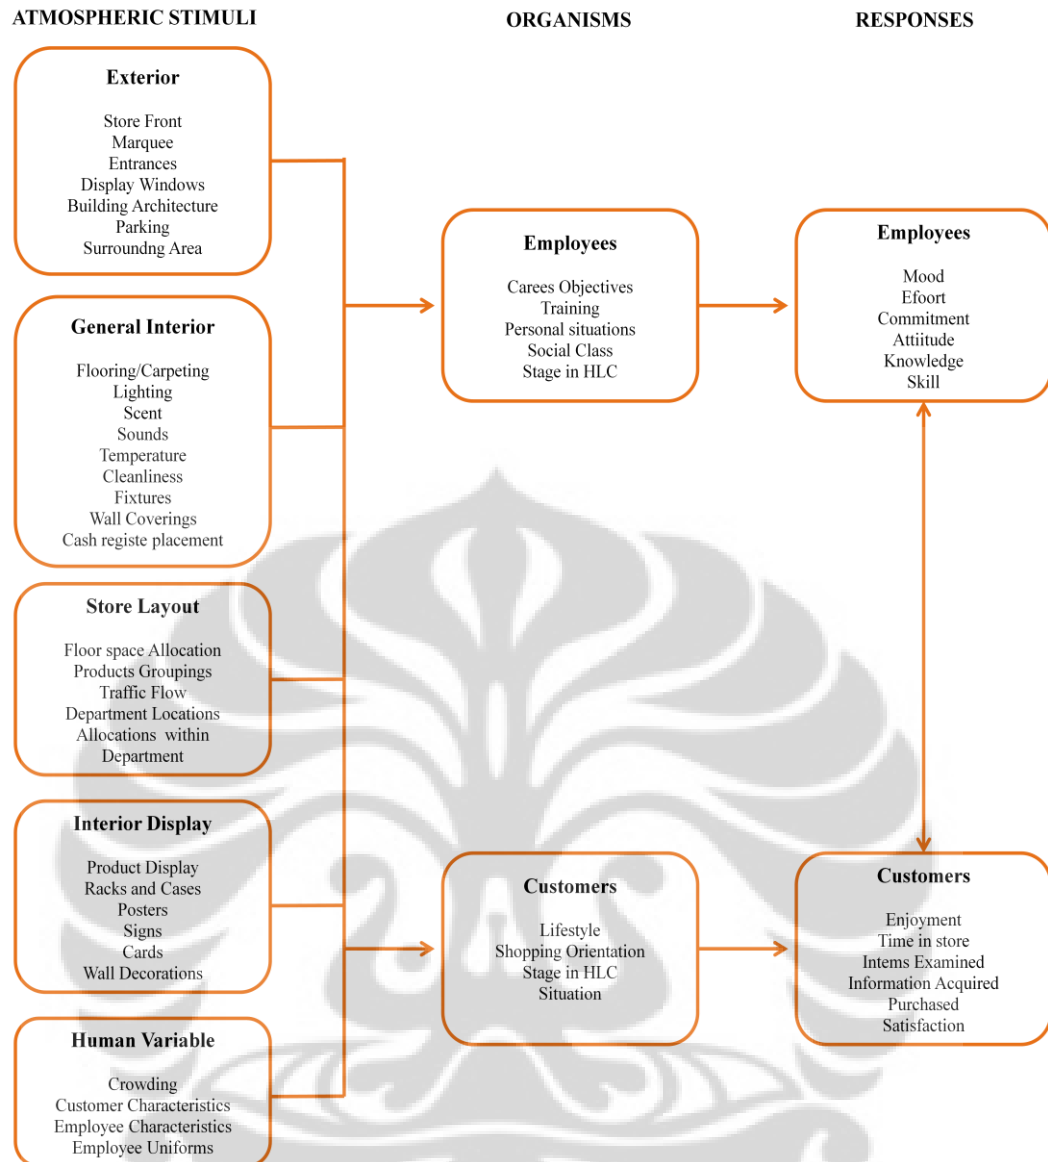 ATMOSPHERIC STIMULI
Exterior
Store Front
Marquee
Entrances
Display Windows
Building Architecture
Parking
Surroundng Area
General Interior
Flooring/Carpeting
Lighting
Scent
Sounds
Temperature
Cleanliness
Fixtures
Wall Coverings
Cash registe placement
Store Layout
Floor space Allocation
Products Groupings
Traffic Flow
Department Locations
Allocations within
Department
Interior Display
Product Display
Racks and Cases
Posters
Signs
Cards
Wall Decorations
Human Variable
Crowding
Customer Characteristics
Employee Characteristics
Employee Uniforms
ORGANISMS
Employees
Carees Objectives
Training
Personal situations
Social Class
Stage in HLC
Customers
Lifestyle
Shopping Orientation
Stage in HLC
Situation
RESPONSES
Employees
Mood
Efoort
Commitment
Attiitude
Knowledge
Skill
Customers
Enjoyment
Time in store
Intems Examined
Information Acquired
Purchased
Satisfaction